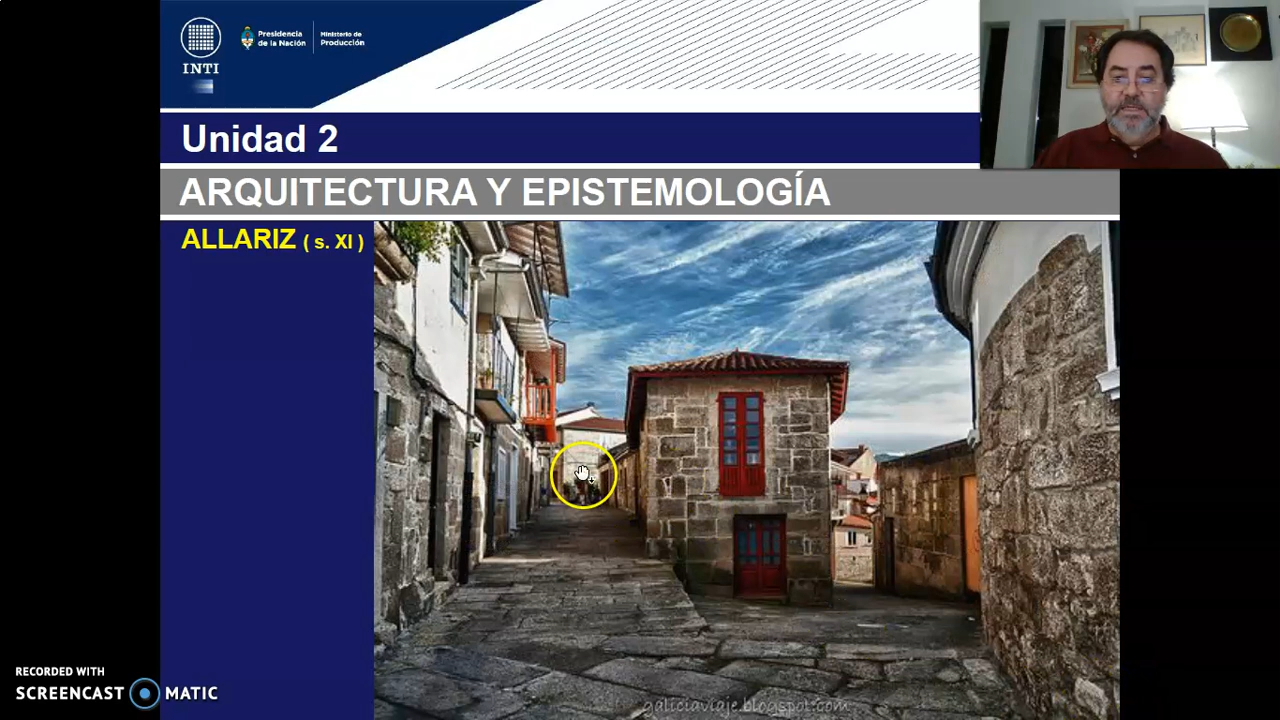 INTI
Presidencia
de la Nación
Ministerio de
Producción
Unidad 2
ARQUITECTURA Y EPISTEMOLOGÍA
ALLARIZ ( s. XI )
galiciaviaje.blogspot.com
RECORDED WITH
SCREENCAST MATIC